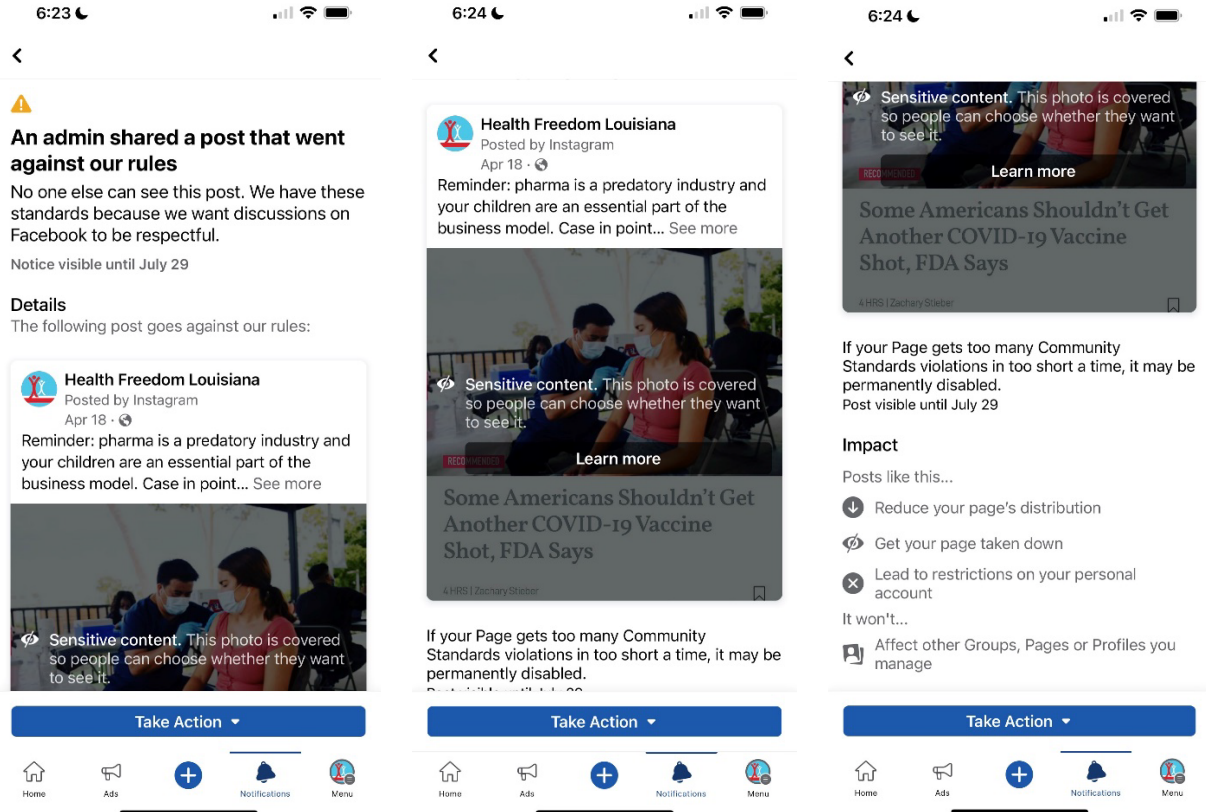 6:23
An admin shared a post that went
against our rules
No one else can see this post. We have these
standards because we want discussions on
Facebook to be respectful.
Notice visible until July 29
Details
The following post goes against our rules:
Health Freedom Louisiana
Posted by Instagram
Apr 18 ·
Reminder: pharma is a predatory industry and
your children are an essential part of the
business model. Case in point... See more
Sensitive content. This photo is covered
so people can choose whether they want
to see it.
Take Action
Home
Ads
Notifications
Menu
6:24
Health Freedom Louisiana
Posted by Instagram
Apr 18 ·
Reminder: pharma is a predatory industry and
your children are an essential part of the
business model. Case in point... See more
Sensitive content. This photo is covered
so people can choose whether they want
to see it.
Learn more
RECOMMENDED
Some Americans Shouldn't Get
Another COVID-19 Vaccine
Shot, FDA Says
4 HRS | Zachary Stieber
If your Page gets too many Community
Standards violations in too short a time, it may be
permanently disabled.
Post visible until July 29
Take Action
Home
Ads
Notifications
Menu
6:24
Sensitive content. This photo is covered
so people can choose whether they want
to see it.
Learn more
RECOMMENDED
Some Americans Shouldn't Get
Another COVID-19 Vaccine
Shot, FDA Says
4 HRS | Zachary Stieber
If your Page gets too many Community
Standards violations in too short a time, it may be
permanently disabled.
Post visible until July 29
Impact
Posts like this...
Reduce your page's distribution
Get your page taken down
Lead to restrictions on your personal
account
It won't...
Affect other Groups, Pages or Profiles you
manage
Take Action
Home
Ads
Notifications
Menu